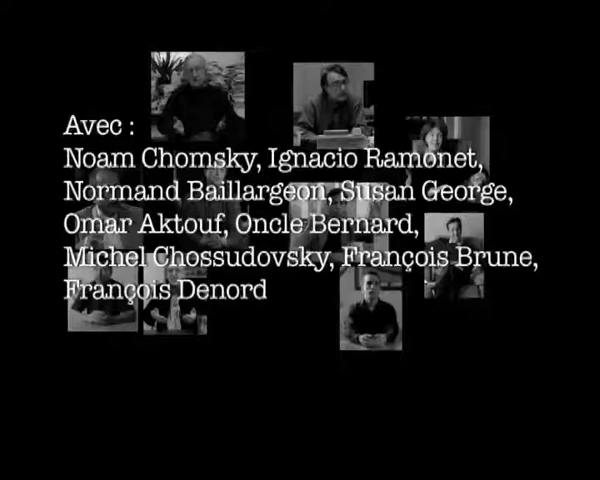 Avec :
Noam Chomsky, Ignacio Ramonet,
Normand Baillargeon, Susan George,
Omar Aktouf, Oncle Bernard,
Michel Chossudovsky, François Brune,
François Denord